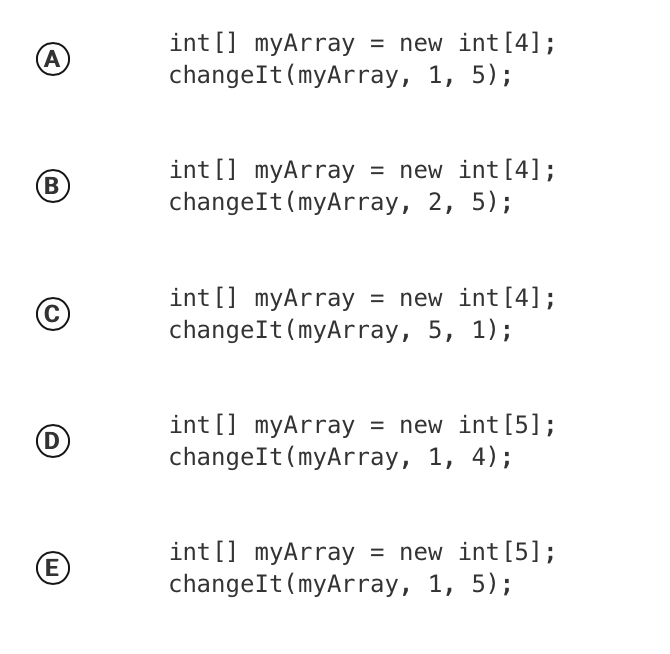 A
int[] myArray = new int[4];
changeIt(myArray, 1, 5);
B
int[] myArray = new int[4];
changeIt(myArray, 2, 5);
C
int[] myArray = new int[4];
changeIt(myArray, 5, 1);
D
int[] myArray = new int[5];
changeIt(myArray, 1, 4);
E
int[] myArray = new int[5];
changeIt(myArray, 1, 5);